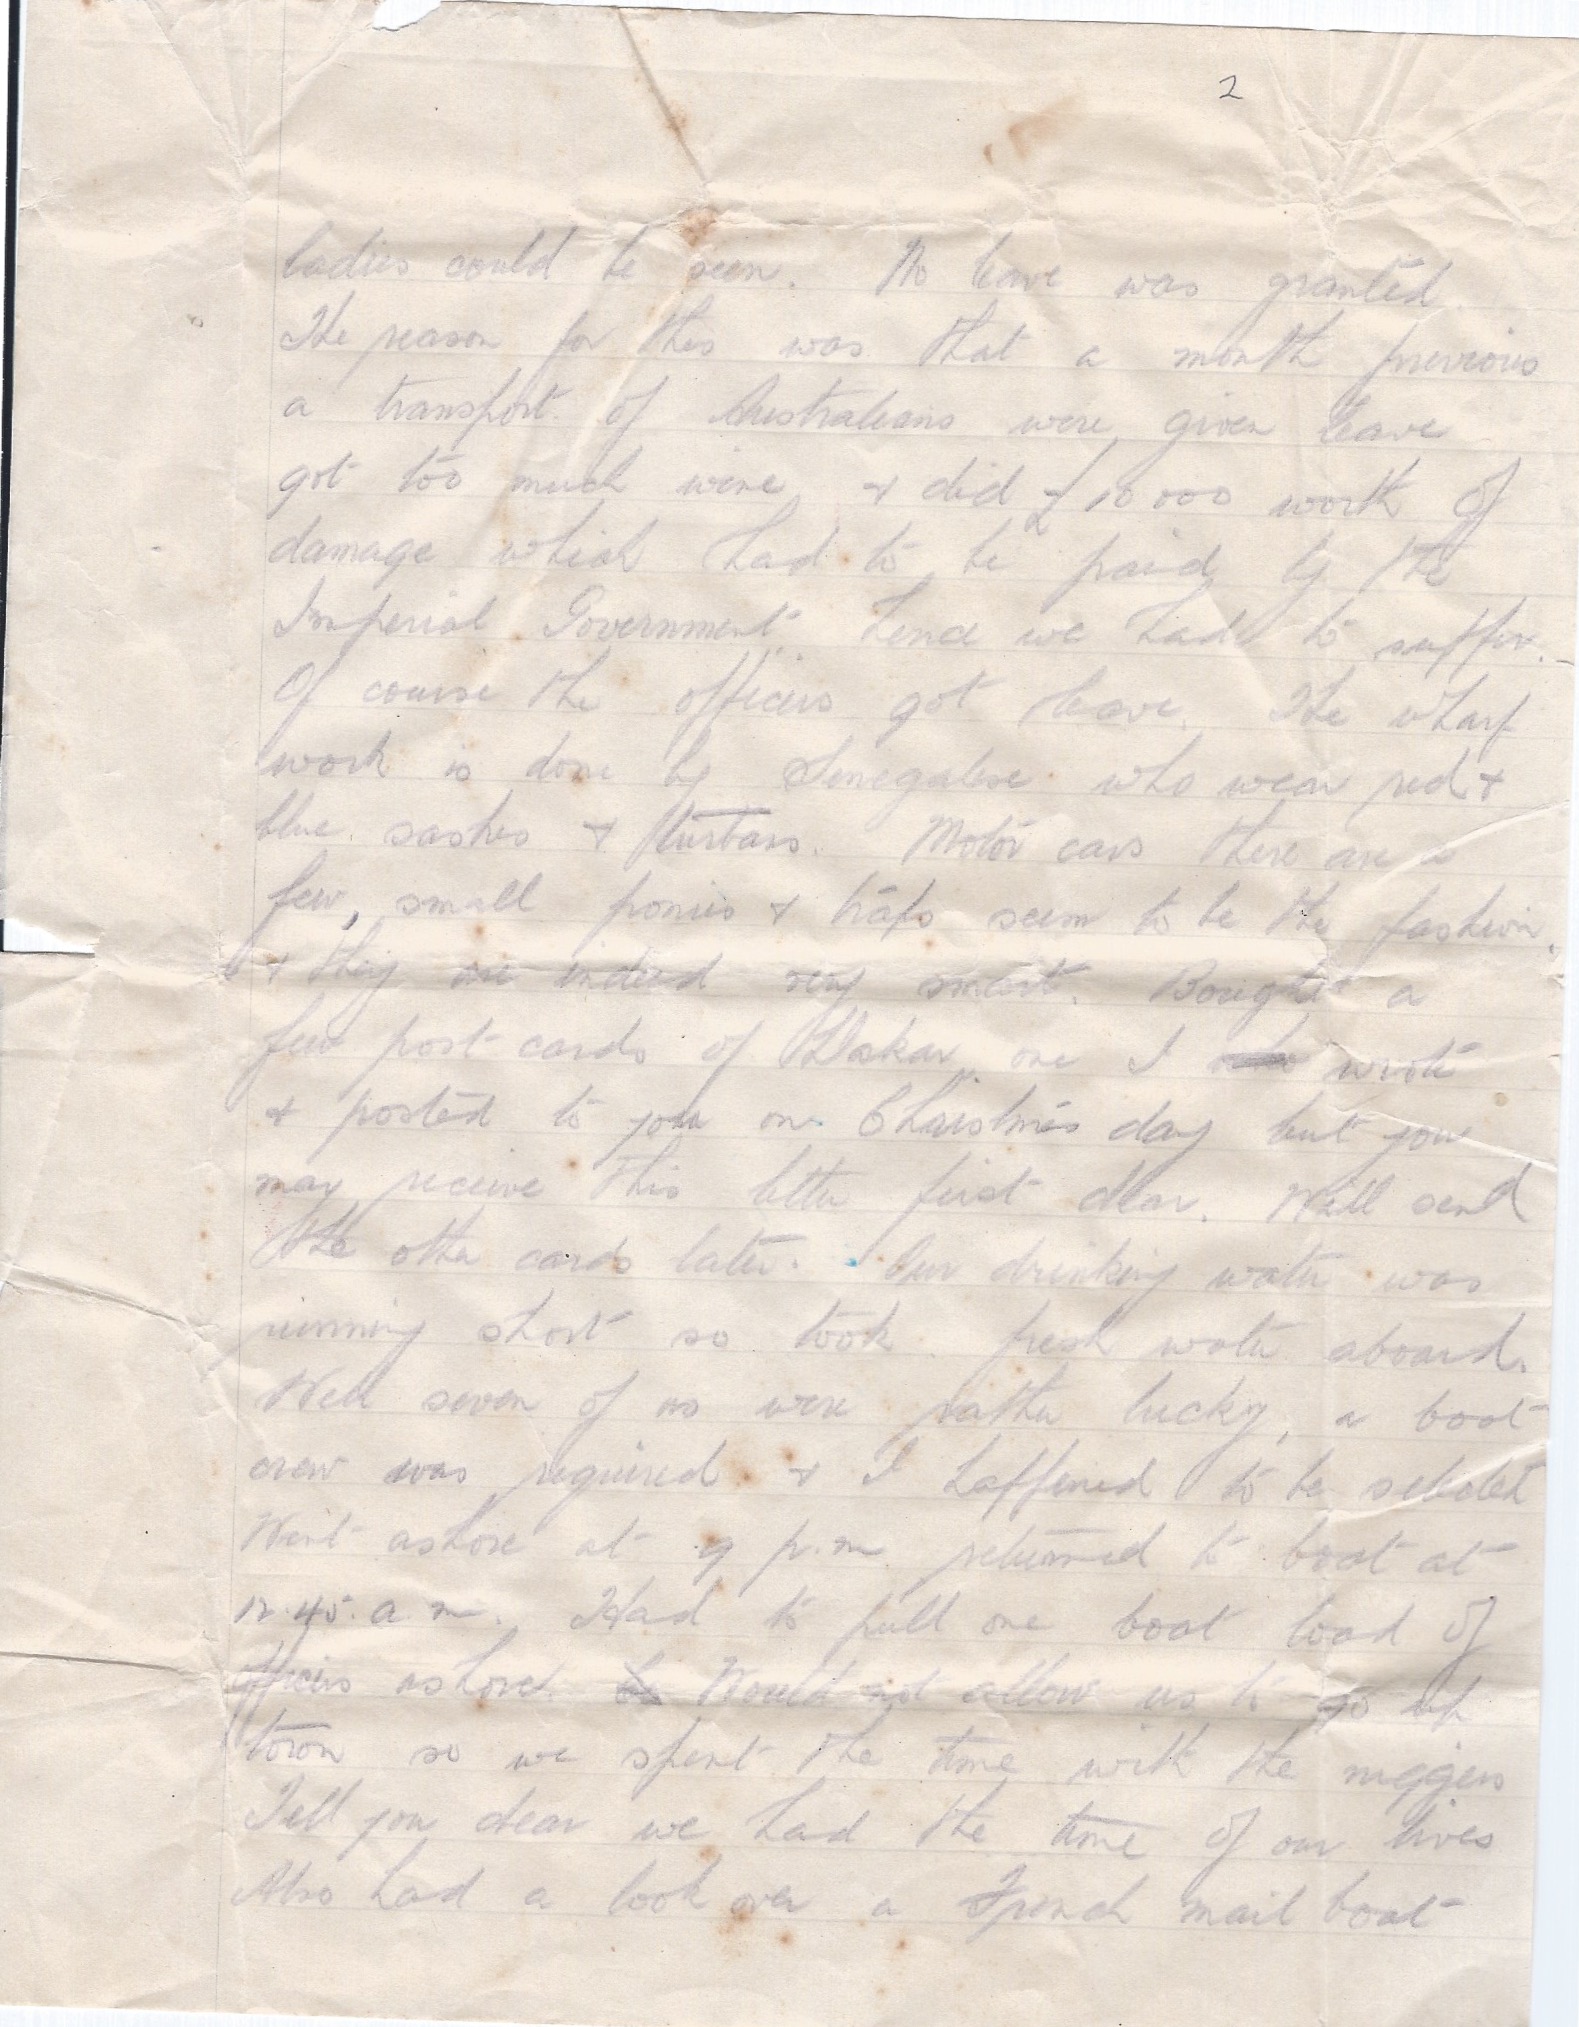 2
ladies could be seen. No leave was granted.
The reason for this was that a month previous
a transport of Australians were given leave
got too much wine & did £10 000 worth of
damage which had to be paid by the
Imperial Government. hence we had to suffer.
Of course the officers got leave. The wharf
work is done by Senegalese who wear red &
blue sashes & turbans. Motor cars there are a
few, small ponies & traps seem to be the fashion.
& they are indeed very smart. Bought a
few post cards of Dakar one I wrote
& posted to you on Christmas day but you
may receive this letter first dear. Will send
the other cards later. Our drinking water was
running short so took fresh water aboard.
Well seven of us were rather lucky, a boat
crew was required & I happened to be selected
Went ashore at 9 p.m returned to boat at
12.45. a.m. Had to pull one boat load of
officers ashore. Would not allow us to go up
town so we spent the time with the niggers
Tell you dear we had the time of our lives
Also had a look over a French mail boat